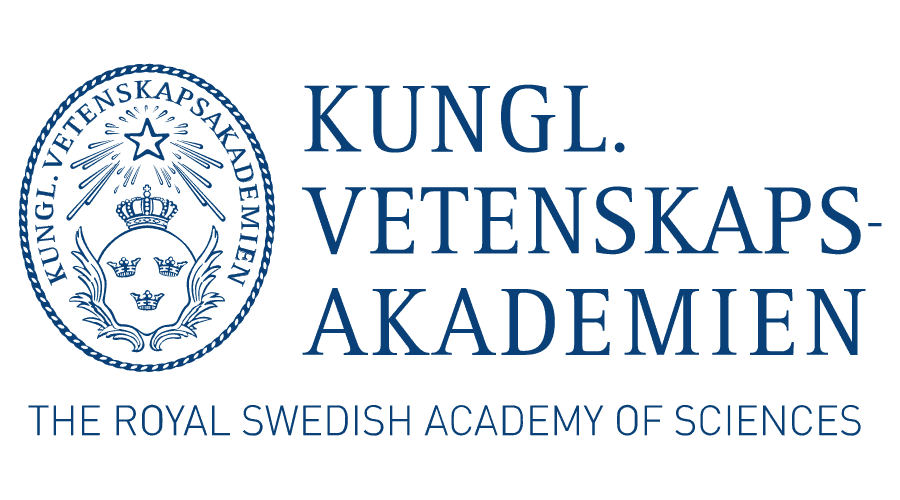 KUNGL. VETENSKAPSAKADEMIEN
KUNGL.
VETENSKAPS-
AKADEMIEN
THE ROYAL SWEDISH ACADEMY OF SCIENCES